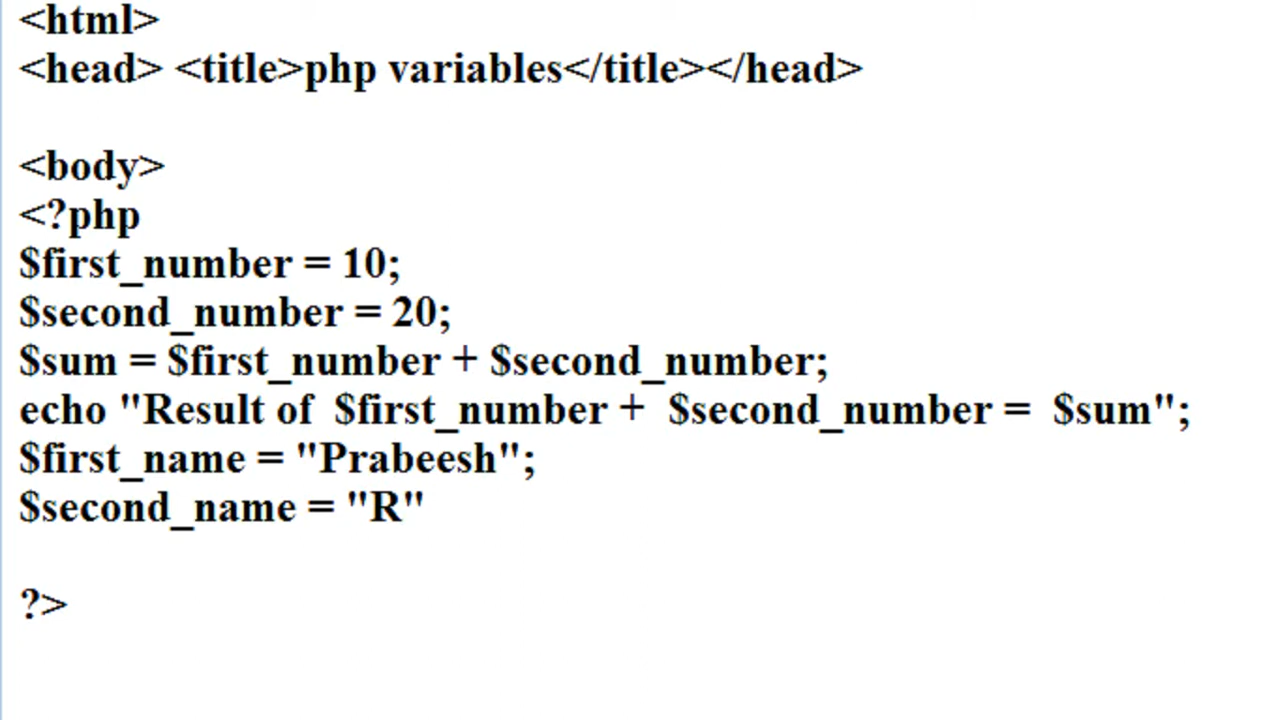 <html>
<head> <title>php variables</title></head>
<body>
<?php
$first_number = 10;
$second_number = 20;
$sum = $first_number + $second_number;
echo "Result of  $first_number +  $second_number =  $sum";
$first_name = "Prabeesh";
$second_name = "R"
?>